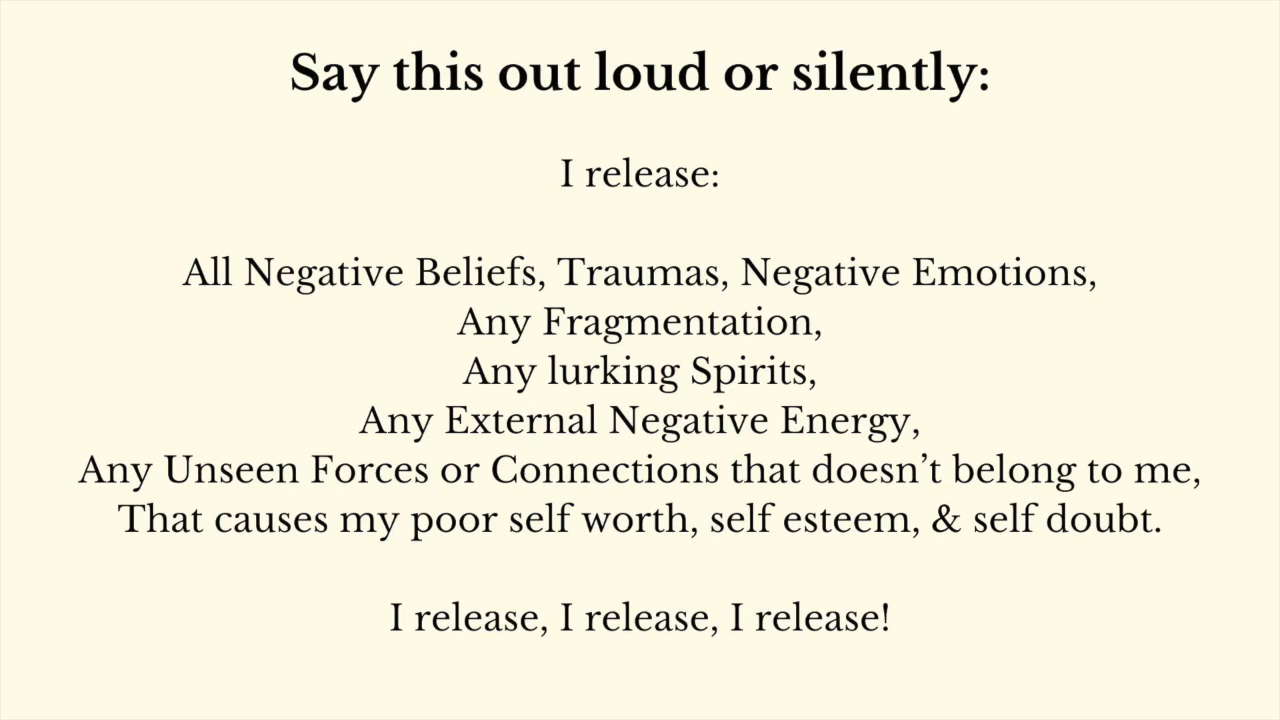 Say this out loud or silently:
I release:
All Negative Beliefs, Traumas, Negative Emotions,
Any Fragmentation,
Any lurking Spirits,
Any External Negative Energy,
Any Unseen Forces or Connections that doesn’t belong to me,
That causes my poor self worth, self esteem, & self doubt.
I release, I release, I release!